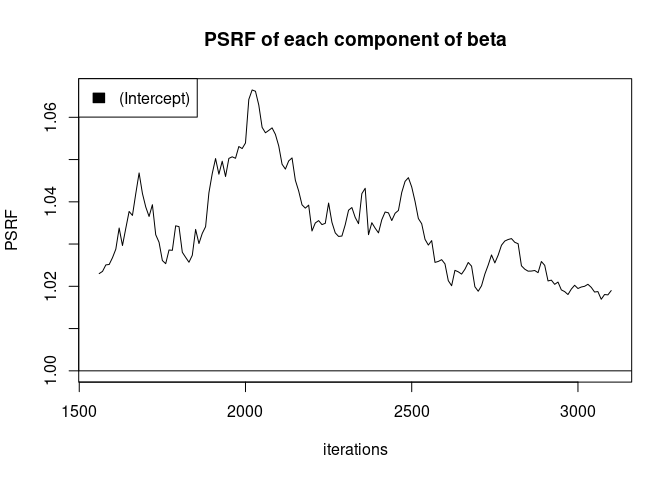 PSRF of each component of beta
(Intercept)
PSRF
1.06
1.04
1.02
1.00
1500 2000 2500 3000
iterations